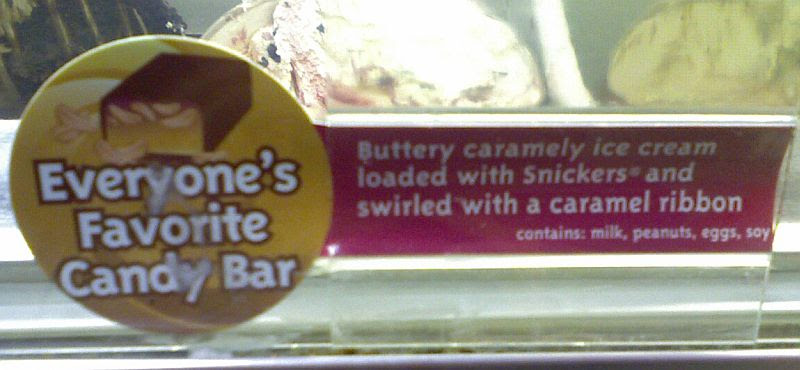 Everyone's
Favorite
Candy Bar
Buttery caramely ice cream
loaded with Snickers® and
swirled with a caramel ribbon
contains: milk, peanuts, eggs, soy